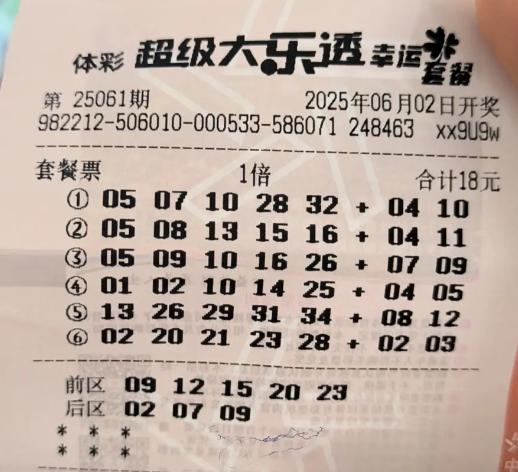 体彩 超级大乐透 幸运套餐
第 25061期 2025年06月02日开奖
982212-506010-000533-586071 248463 xx9U9w
套餐票 1倍 合计18元
① 05 07 10 28 32 + 04 10
② 05 08 13 15 16 + 04 11
③ 05 09 10 16 26 + 07 09
④ 01 02 10 14 25 + 04 05
⑤ 13 26 29 31 34 + 08 12
⑥ 02 20 21 23 28 + 02 03
前区 09 12 15 20 23
后区 02 07 09
* * *
* * *